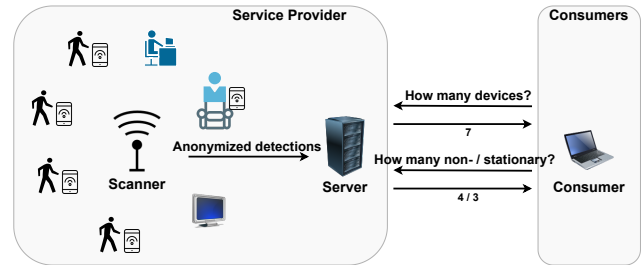 Service Provider
Consumers
How many devices?
7
Anonymized detections
How many non- / stationary?
Scanner
Server
Consumer
4 / 3